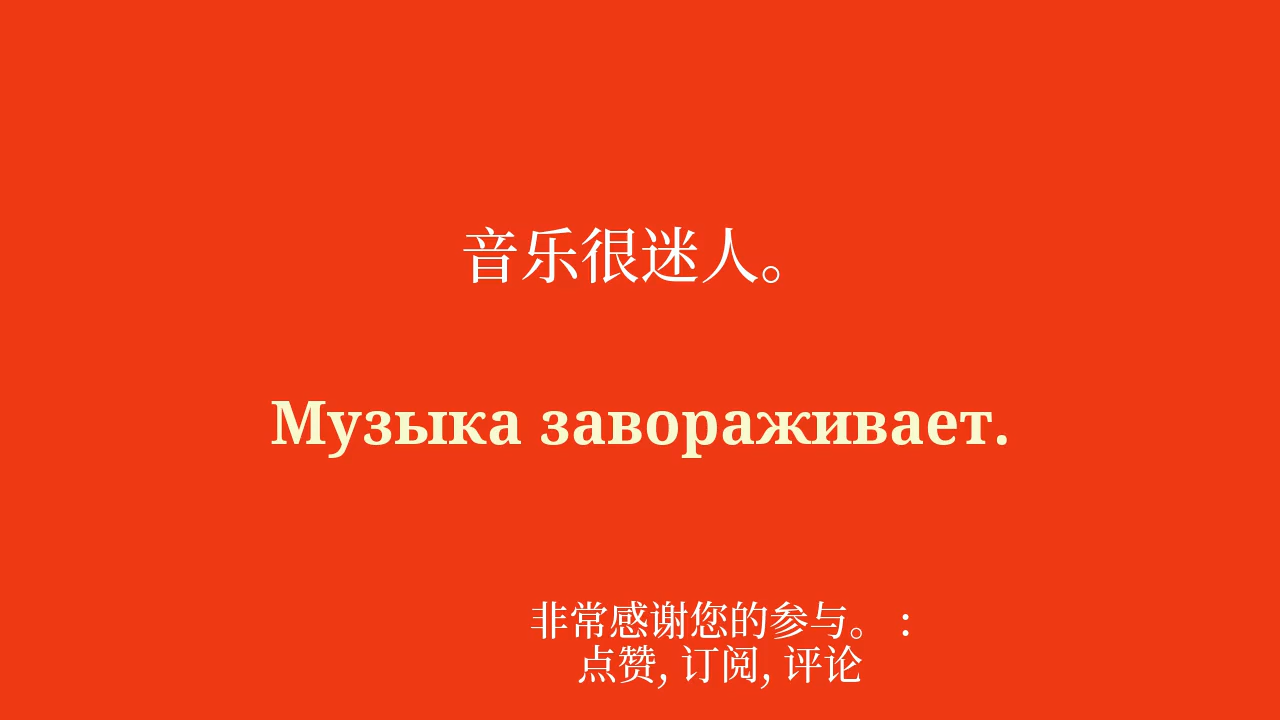 音乐很迷人。
Музыка завораживает.
非常感谢您的参与。 :
点赞, 订阅, 评论